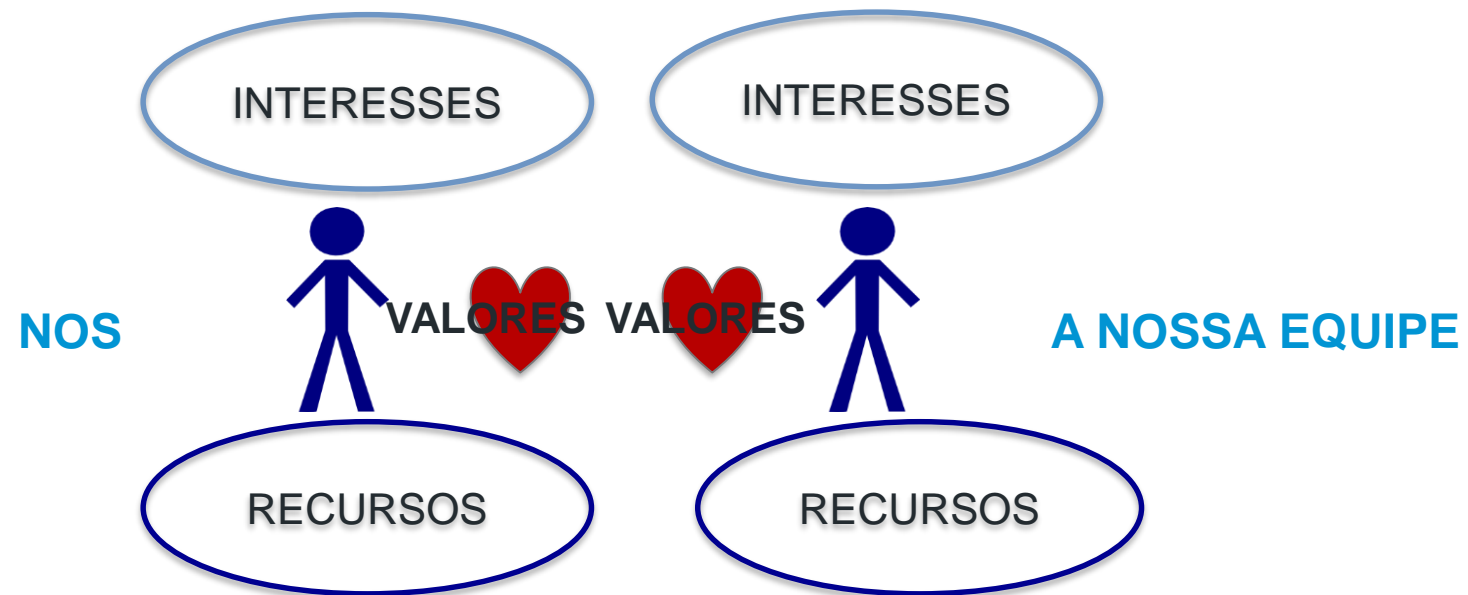 INTERESSES
INTERESSES
NOS
VALORES
VALORES
A NOSSA EQUIPE
RECURSOS
RECURSOS